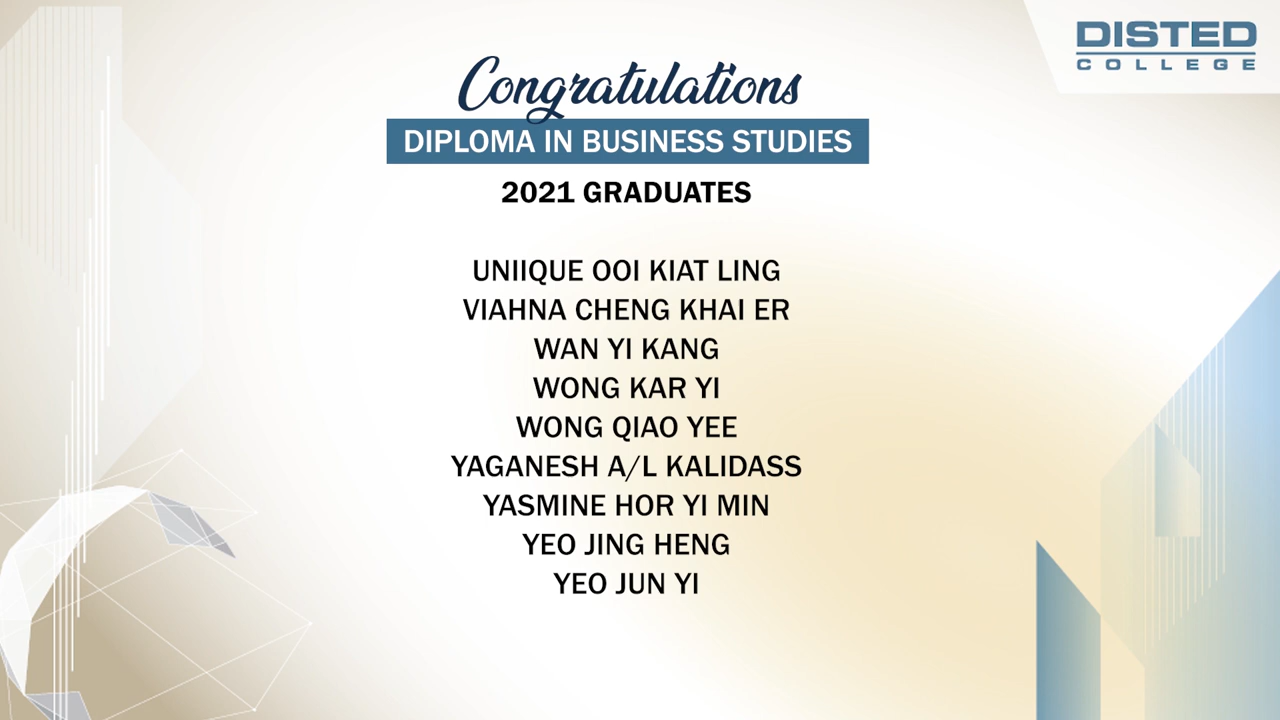 DISTED
COLLEGE
Congratulations
DIPLOMA IN BUSINESS STUDIES
2021 GRADUATES
UNIIQUE OOI KIAT LING
VIAHNA CHENG KHAI ER
WAN YI KANG
WONG KAR YI
WONG QIAO YEE
YAGANESH A/L KALIDASS
YASMINE HOR YI MIN
YEO JING HENG
YEO JUN YI